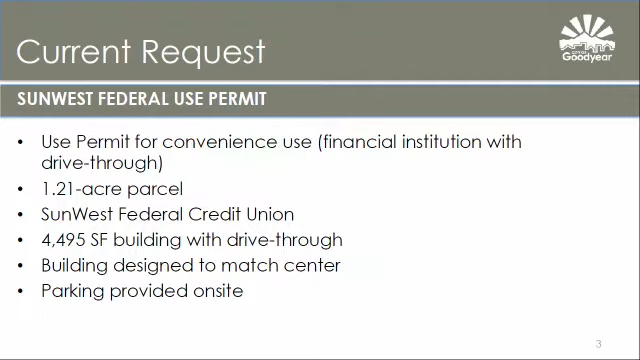 Current Request
CITY OF
Goodyear
SUNWEST FEDERAL USE PERMIT
• Use Permit for convenience use (financial institution with
drive-through)
• 1.21-acre parcel
• SunWest Federal Credit Union
• 4,495 SF building with drive-through
• Building designed to match center
• Parking provided onsite
3